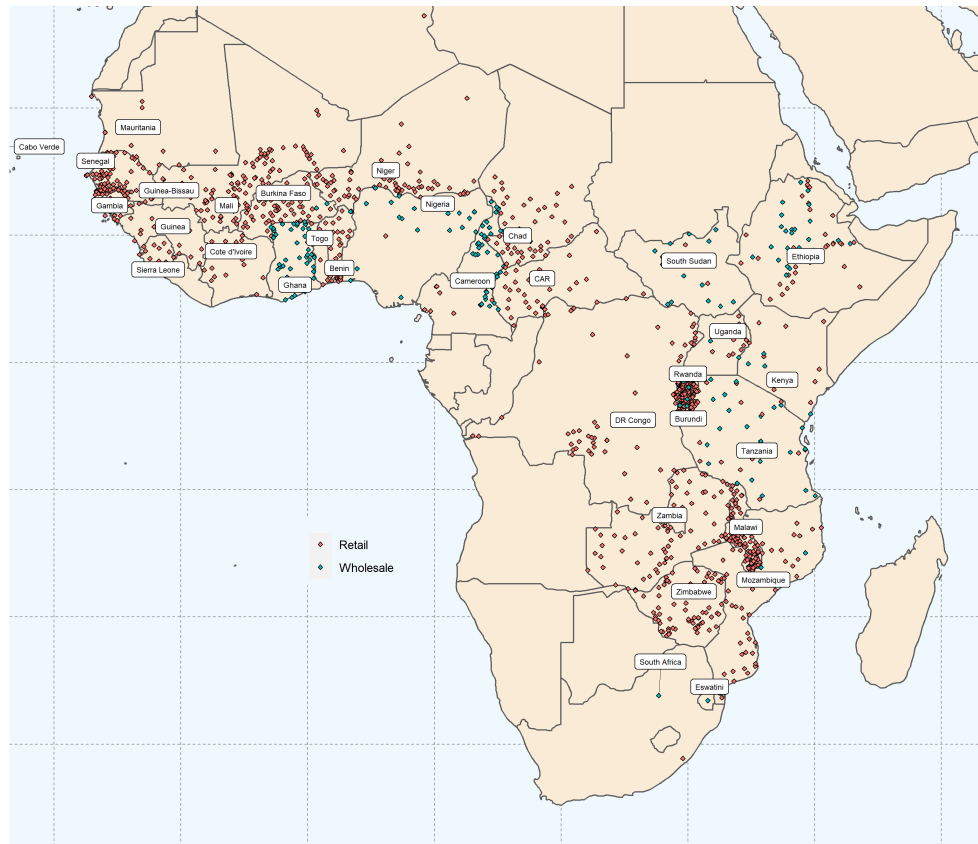 Mauritania
Cabo Verde
Senegal
Niger
Guinea-Bissau
Burkina Faso
Gambia
Mali
Nigeria
Guinea
Togo
Chad
Cote d'Ivoire
Ethiopia
South Sudan
Sierra Leone
Benin
CAR
Cameroon
Ghana
Uganda
Rwanda
Kenya
Burundi
DR Congo
Tanzania
Zambia
Malawi
Retail
Wholesale
Mozambique
Zimbabwe
South Africa
Eswatini